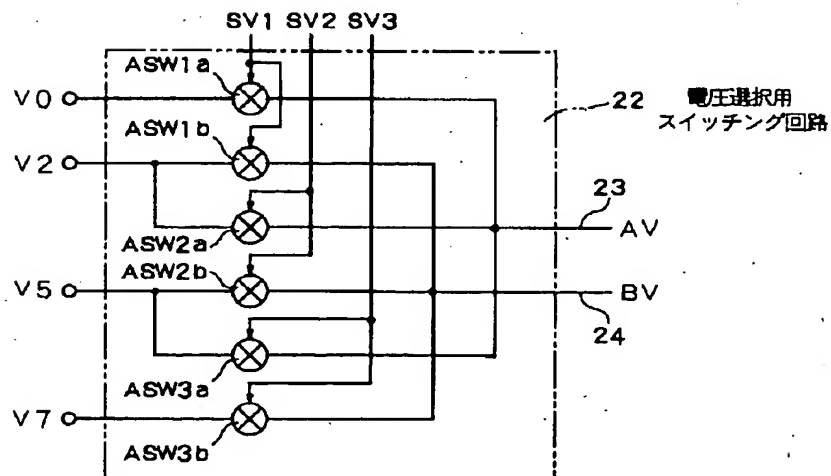 SV1 SV2 SV3
ASW1a
V0
ASW1b
V2
ASW2a
ASW2b
V5
ASW3a
V7
ASW3b
22
電圧選択用
スイッチング回路
23
AV
BV
24